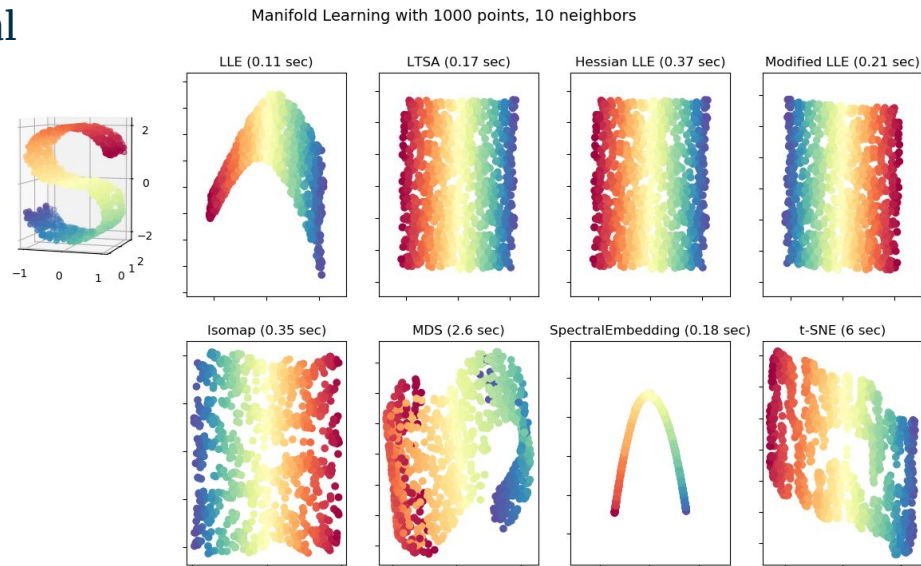 Manifold Learning with 1000 points, 10 neighbors
LLE (0.11 sec)
LTSA (0.17 sec)
Hessian LLE (0.37 sec)
Modified LLE (0.21 sec)
2
0
−2
−1
0
1
0
1
2
Isomap (0.35 sec)
MDS (2.6 sec)
SpectralEmbedding (0.18 sec)
t-SNE (6 sec)